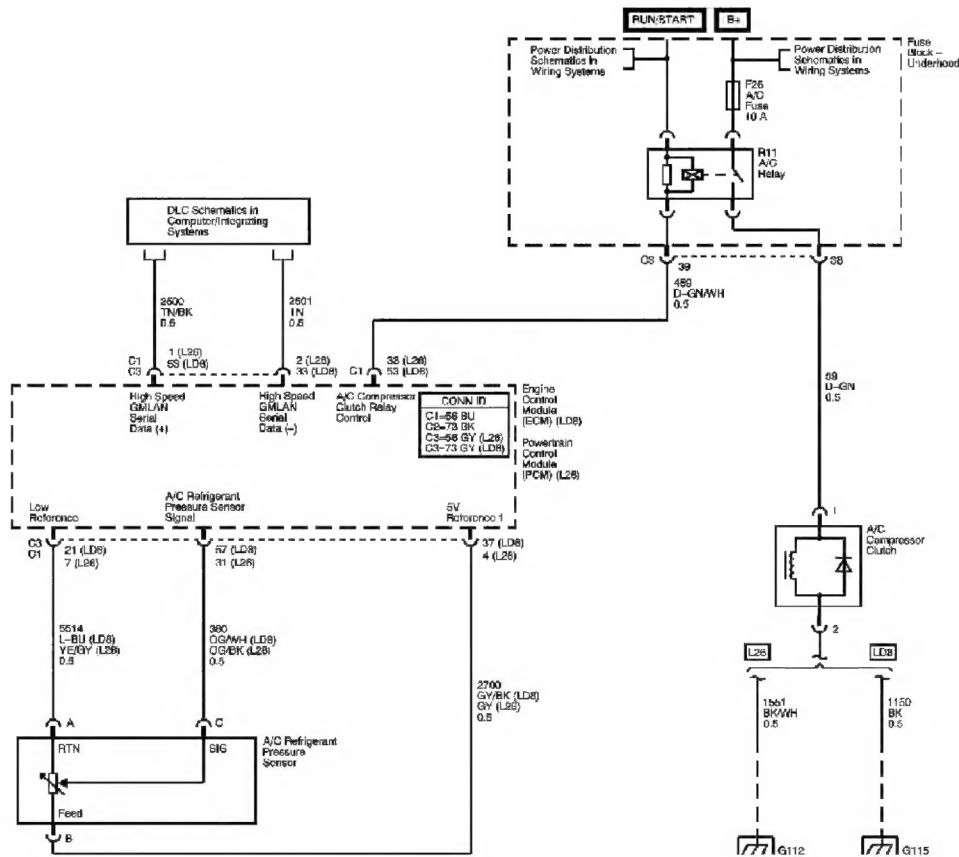 RUN/START
B+
Power Distribution
Schematics in
Wiring Systems
Power Distribution
Schematics in
Wiring Systems
Fuse
Block –
Underhood
F26
A/C
Fuse
10 A
R11
A/C
Relay
DLC Schematics in
Computer/Integrating
Systems
C3
39
38
459
D-GN/WH
0.5
2500
TN/BK
0.5
2501
TN
0.5
59
D-GN
0.5
C1
C3
1 (L26)
58 (LD8)
2 (L26)
33 (LD8)
C1
38 (L26)
53 (LD8)
High Speed
GMLAN
Serial
Data (+)
High Speed
GMLAN
Serial
Data (–)
A/C Compressor
Clutch Relay
Control
CONN ID
C1=56 BU
C2=73 BK
C3=56 GY (L26)
C3=73 GY (LD8)
Engine
Control
Module
(ECM) (LD8)
Powertrain
Control
Module
(PCM) (L26)
Low
Reference
A/C Refrigerant
Pressure Sensor
Signal
5V
Reference 1
C3
C1
21 (LD8)
7 (L26)
57 (LD8)
31 (L26)
37 (LD8)
4 (L26)
1
A/C
Compressor
Clutch
2
5514
L-BU (LD8)
YE/GY (L26)
0.5
380
OG/WH (LD8)
OG/BK (L26)
0.5
2700
GY/BK (LD8)
GY (L26)
0.5
L26
LD8
1551
BK/WH
0.5
1150
BK
0.5
A
C
RTN
SIG
A/C Refrigerant
Pressure
Sensor
Feed
B
G112
G115